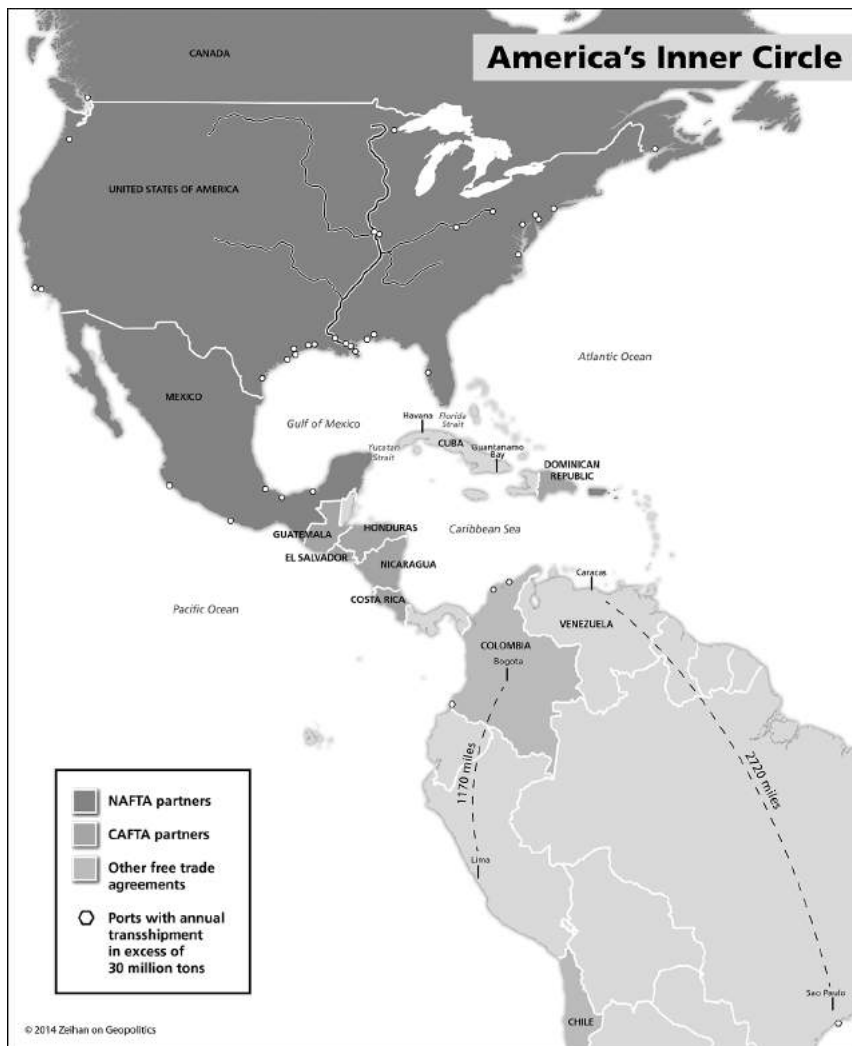 America's Inner Circle
CANADA
UNITED STATES OF AMERICA
Atlantic Ocean
MEXICO
Gulf of Mexico
Havana
Florida
Strait
Yucatan
Strait
CUBA
Guantanamo
Bay
DOMINICAN
REPUBLIC
GUATEMALA
HONDURAS
Caribbean Sea
EL SALVADOR
NICARAGUA
COSTA RICA
Caracas
Pacific Ocean
VENEZUELA
COLOMBIA
Bogota
1170 miles
2720 miles
Lima
Sao Paulo
CHILE
NAFTA partners
CAFTA partners
Other free trade
agreements
Ports with annual
transshipment
in excess of
30 million tons
© 2014 Zeihan on Geopolitics